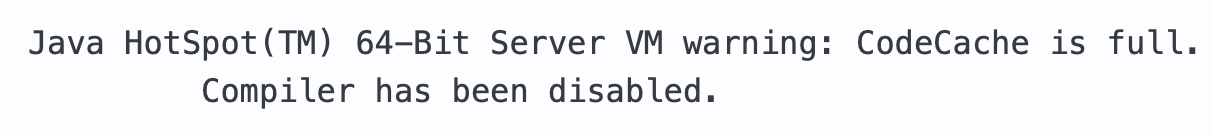 Java HotSpot(TM) 64-Bit Server VM warning: CodeCache is full.
Compiler has been disabled.